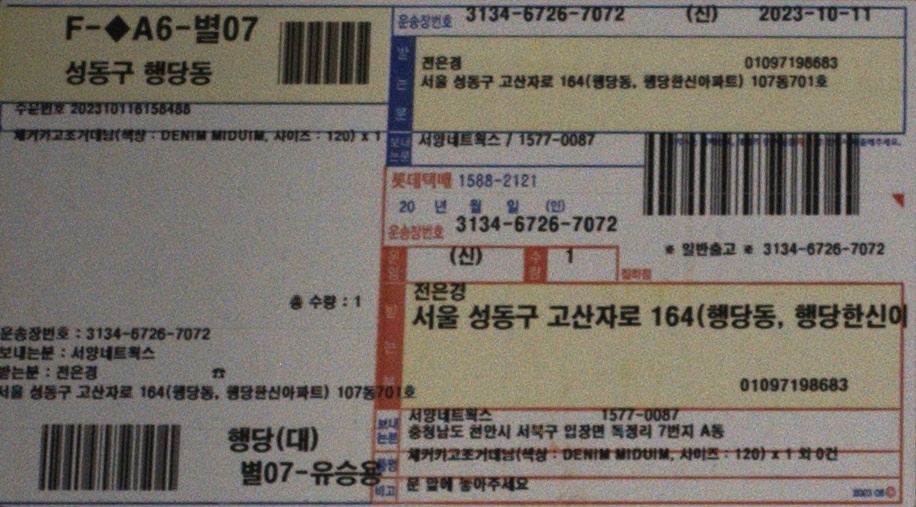 F-◆A6-별07
성동구 행당동
주문번호 202310116158488
체커카고조거데님(색상 : DENIM MIDUIM, 사이즈 : 120) x 1
총 수량 : 1
운송장번호 : 3134-6726-7072
보내는분 : 서양네트웍스
받는분 : 전은경 ☎
서울 성동구 고산자로 164(행당동, 행당한신아파트) 107동701호
행당(대)
별07-유승용
운송장번호 3134-6726-7072 (신) 2023-10-11
받는분
전은경 01097198683
서울 성동구 고산자로 164(행당동, 행당한신아파트) 107동701호
보내는분 서양네트웍스 / 1577-0087
롯데택배 1588-2121
20 년 월 일 (인)
운송장번호 3134-6726-7072
※ 일반출고 ※ 3134-6726-7072
운임 (신) 수량 1 집하점
받는분
전은경
서울 성동구 고산자로 164(행당동, 행당한신아
01097198683
보내는분 서양네트웍스 1577-0087
충청남도 천안시 서북구 입장면 독정리 7번지 A동
품명 체커카고조거데님(색상 : DENIM MIDUIM, 사이즈 : 120) x 1 외 0건
비고 문 앞에 놓아주세요